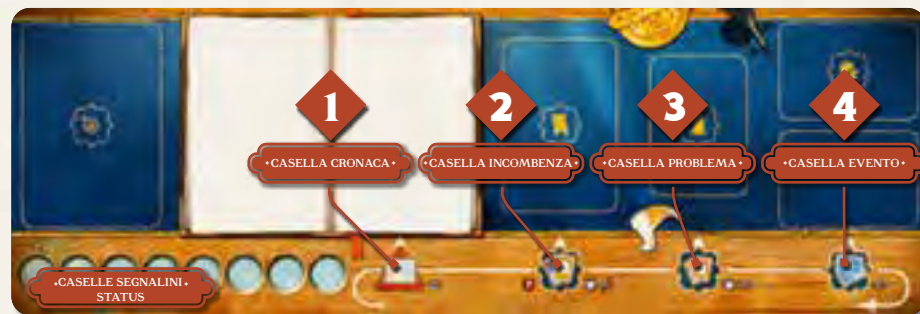 1
2
3
4
•CASELLA CRONACA•
•CASELLA INCOMBENZA•
•CASELLA PROBLEMA•
•CASELLA EVENTO•
•CASELLE SEGNALINI•
STATUS